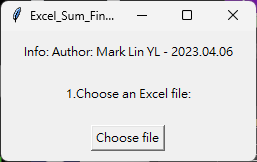 Excel_Sum_Fin...
Info: Author: Mark Lin YL - 2023.04.06
1.Choose an Excel file:
Choose file